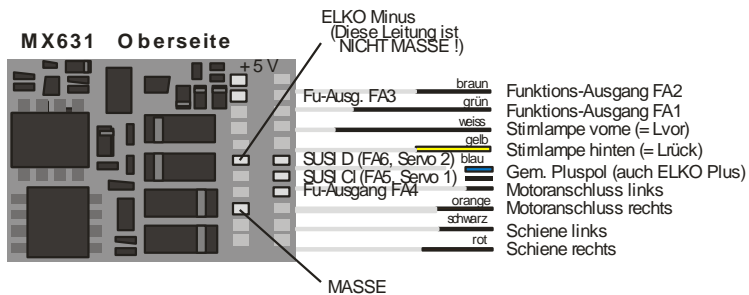 ELKO Minus
(Diese Leitung ist
NICHT MASSE !)
MX631 Oberseite
+5V
braun
Fu-Ausg. FA3
Funktions-Ausgang FA2
grün
Funktions-Ausgang FA1
weiss
Stirnlampe vorne (= Lvor)
gelb
Stirnlampe hinten (= Lrück)
SUSI D (FA6, Servo 2)
blau
Gem. Pluspol (auch ELKO Plus)
SUSI Cl (FA5, Servo 1)
Fu-Ausgang FA4
Motoranschluss links
orange
Motoranschluss rechts
schwarz
Schiene links
rot
Schiene rechts
MASSE